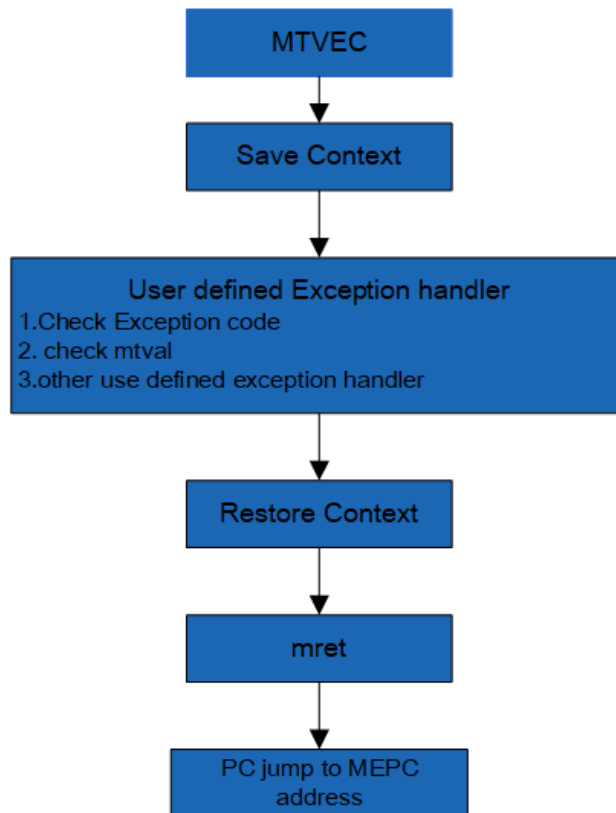 MTVEC
Save Context
User defined Exception handler
1.Check Exception code
2. check mtval
3.other use defined exception handler
Restore Context
mret
PC jump to MEPC
address